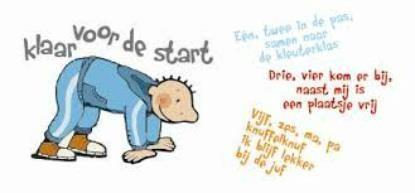 klaar voor de start
Eén, twee in de pas,
samen naar
de kleuterklas
Drie, vier kom er bij,
naast mij is
een plaatsje vrij
Vijf, zes, ma, pa
knuffelknuf
ik blijf lekker
bij de juf